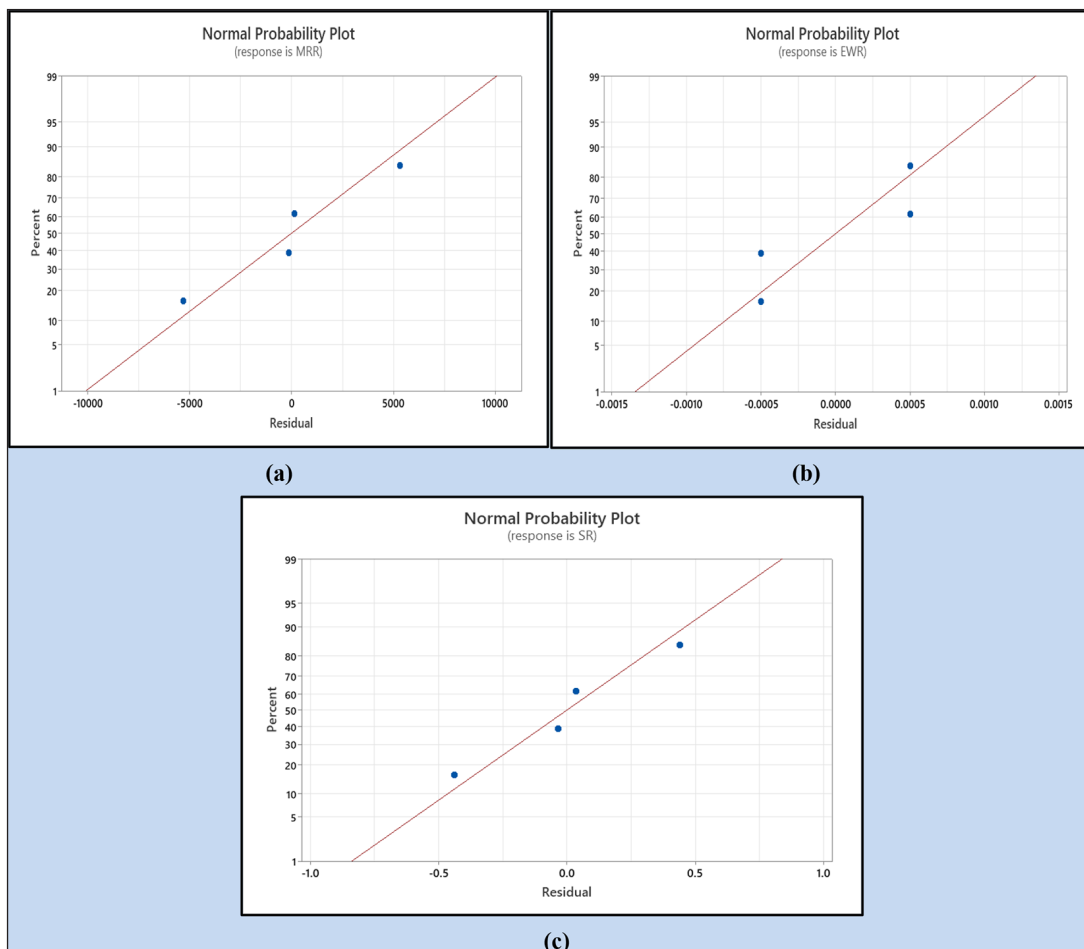 Normal Probability Plot
(response is MRR)
99
95
90
80
70
60
50
40
30
20
10
5
1
Percent
-10000 -5000 0 5000 10000
Residual
(a)
Normal Probability Plot
(response is EWR)
99
95
90
80
70
60
50
40
30
20
10
5
1
Percent
-0.0015 -0.0010 -0.0005 0.0000 0.0005 0.0010 0.0015
Residual
(b)
Normal Probability Plot
(response is SR)
99
95
90
80
70
60
50
40
30
20
10
5
1
Percent
-1.0 -0.5 0.0 0.5 1.0
Residual
(c)